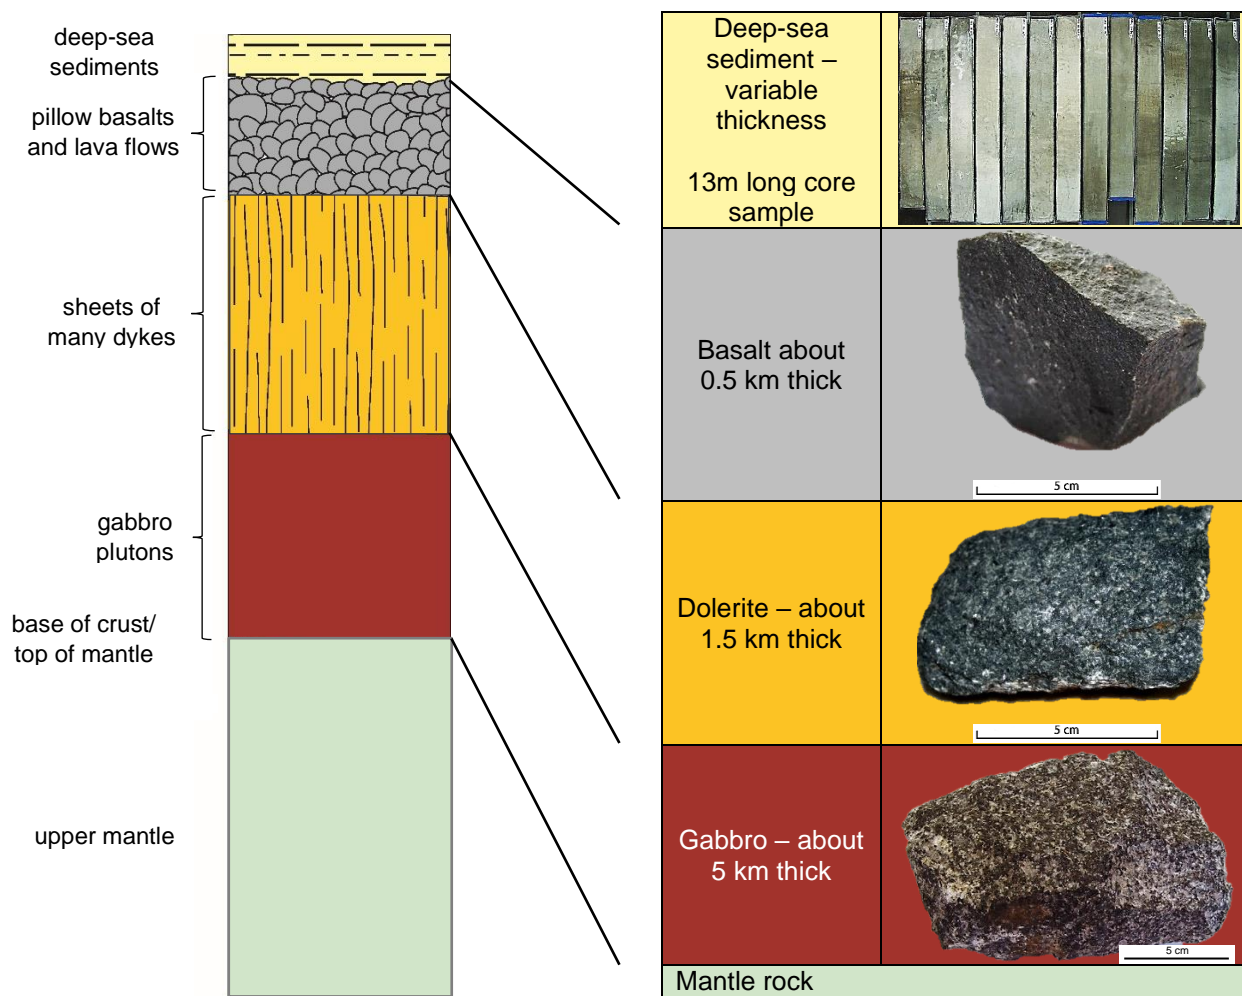 deep-sea
sediments
pillow basalts
and lava flows
sheets of
many dykes
gabbro
plutons
base of crust/
top of mantle
upper mantle
Deep-sea
sediment –
variable
thickness
13m long core
sample
Basalt about
0.5 km thick
5 cm
Dolerite – about
1.5 km thick
5 cm
Gabbro – about
5 km thick
5 cm
Mantle rock